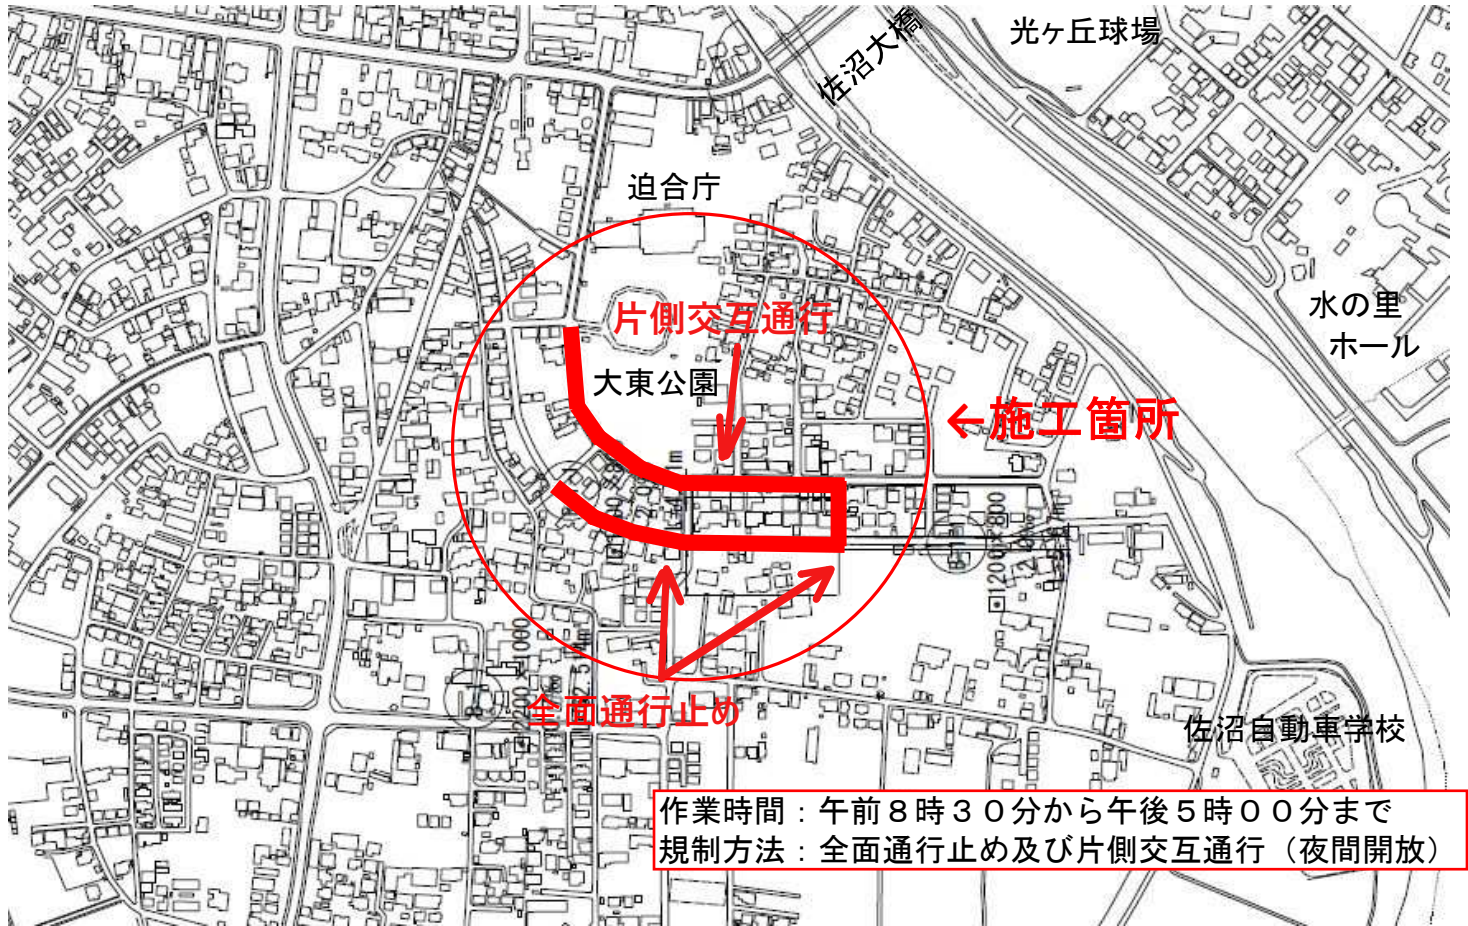 光ヶ丘球場
佐沼大橋
迫合庁
水の里
ホール
片側交互通行
大東公園
←施工箇所
1200×800
2200×1000
全面通行止め
佐沼自動車学校
作業時間：午前８時３０分から午後５時００分まで
規制方法：全面通行止め及び片側交互通行（夜間開放）